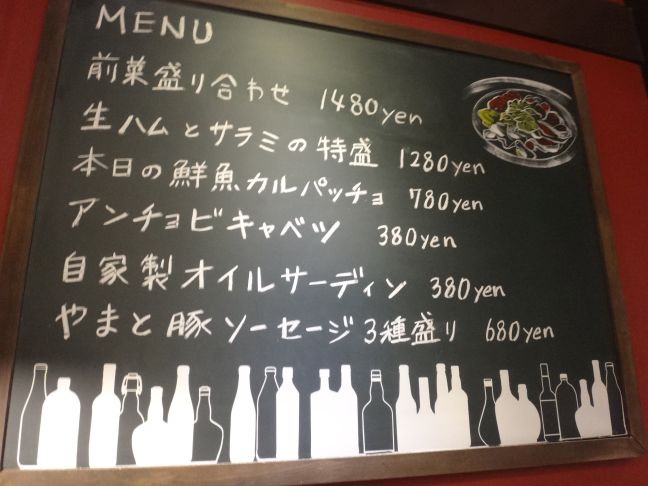 MENU
前菜盛り合わせ 1480yen
生ハムとサラミの特盛 1280yen
本日の鮮魚カルパッチョ 780yen
アンチョビキャベツ 380yen
自家製オイルサーディン 380yen
やまと豚ソーセージ3種盛り 680yen